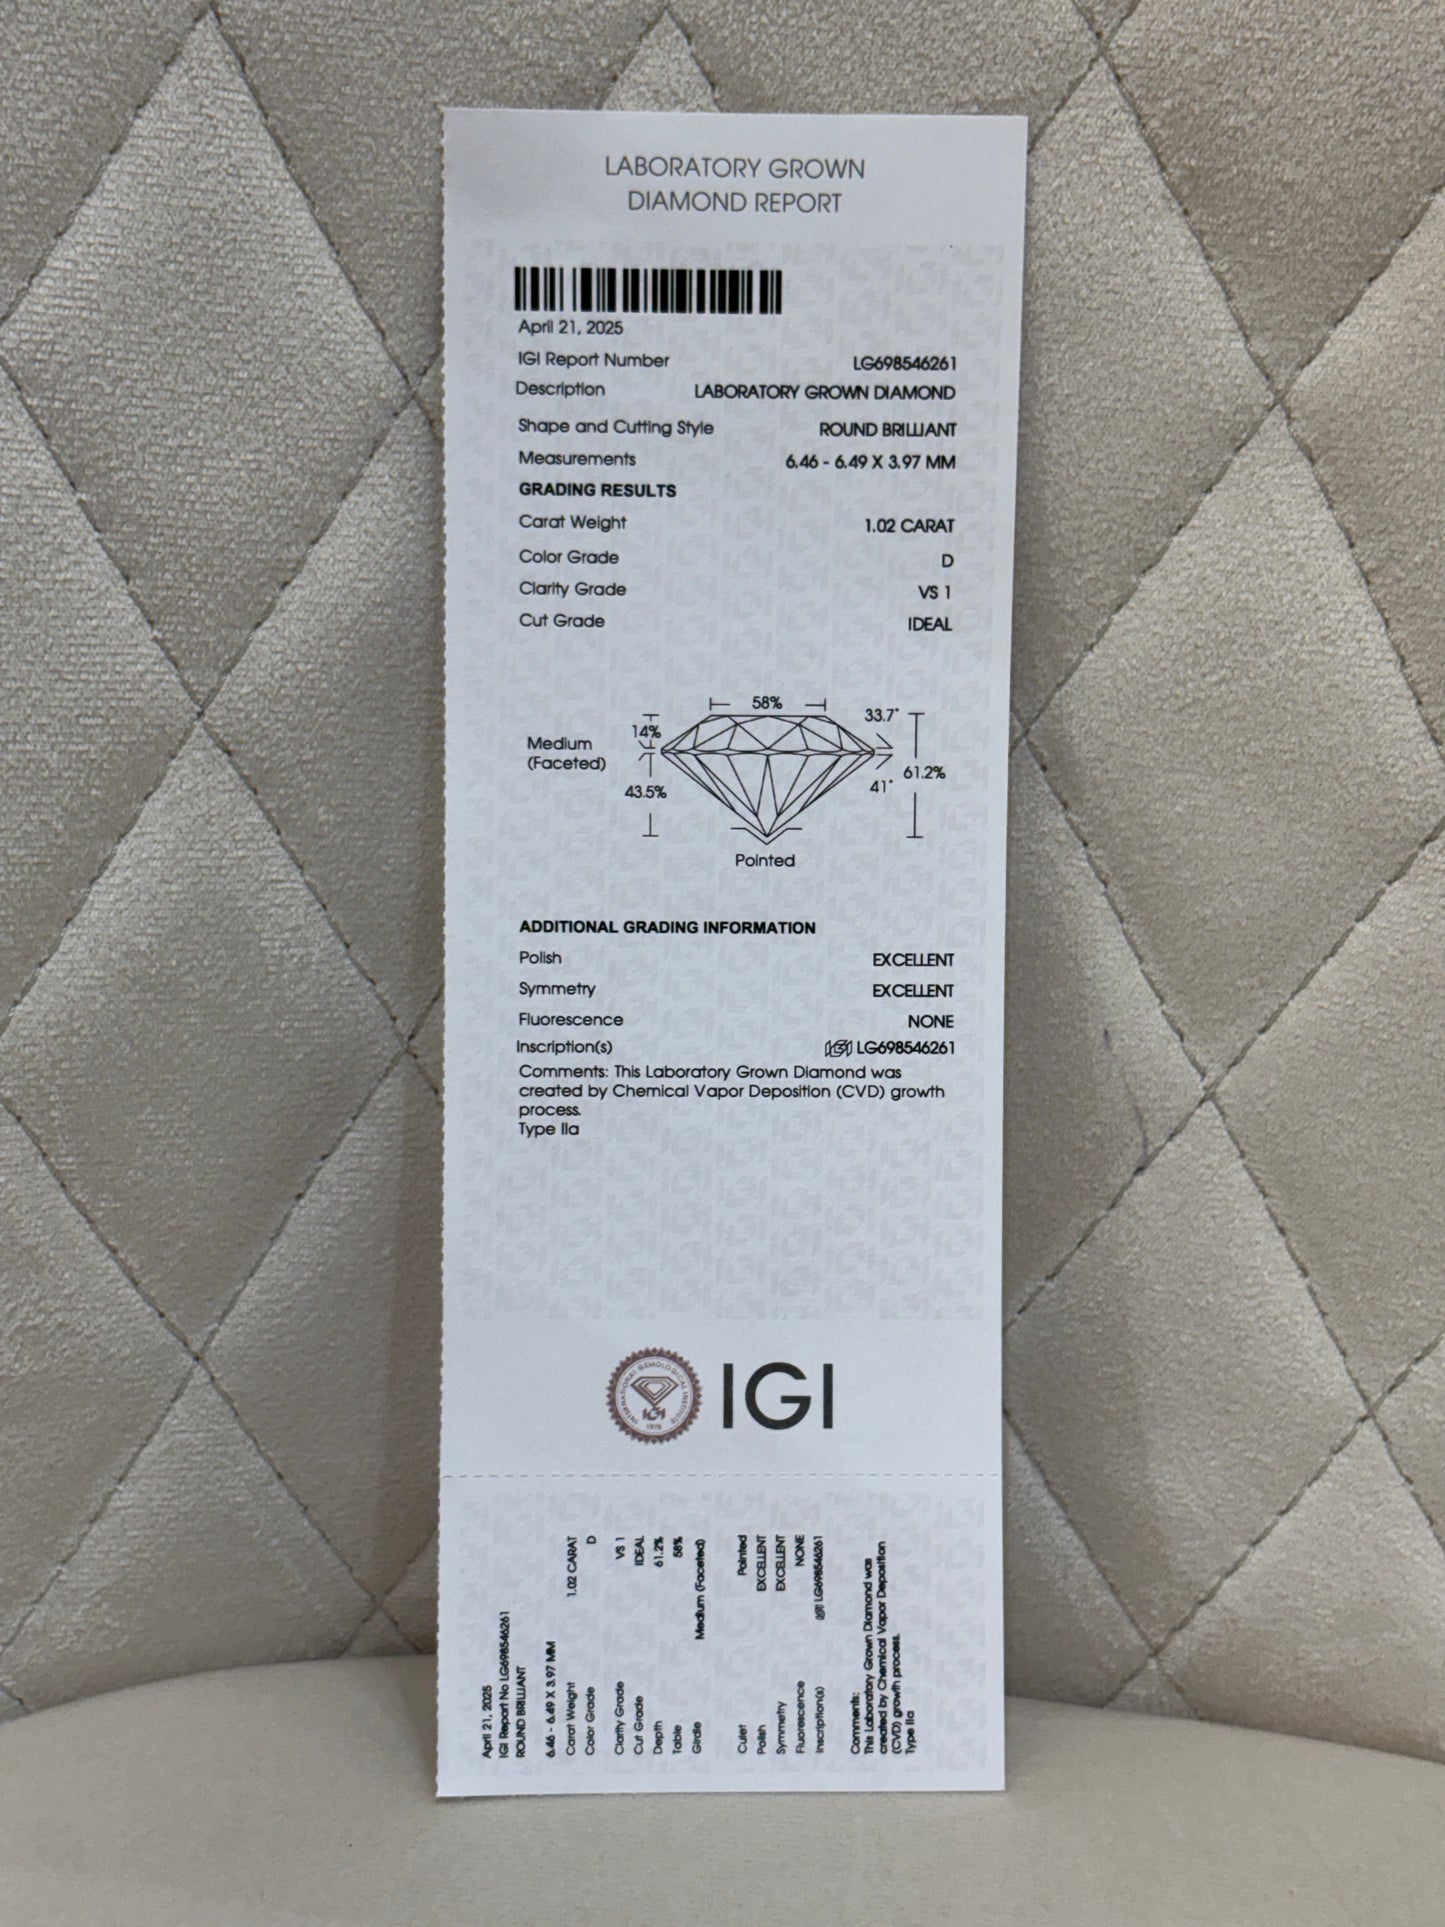 LABORATORY GROWN
DIAMOND REPORT
April 21, 2025
IGI Report Number LG698546261
Description LABORATORY GROWN DIAMOND
Shape and Cutting Style ROUND BRILLIANT
Measurements 6.46 - 6.49 X 3.97 MM
GRADING RESULTS
Carat Weight 1.02 CARAT
Color Grade D
Clarity Grade VS 1
Cut Grade IDEAL
58%
33.7°
14%
Medium
(Faceted)
61.2%
43.5%
41°
Pointed
ADDITIONAL GRADING INFORMATION
Polish EXCELLENT
Symmetry EXCELLENT
Fluorescence NONE
Inscription(s) IGI LG698546261
Comments: This Laboratory Grown Diamond was
created by Chemical Vapor Deposition (CVD) growth
process.
Type IIa
INTERNATIONAL GEMOLOGICAL INSTITUTE
IGI
1975
IGI
April 21, 2025
IGI Report No LG698546261
ROUND BRILLIANT
6.46 - 6.49 X 3.97 MM
Carat Weight 1.02 CARAT
Color Grade D
Clarity Grade VS 1
Cut Grade IDEAL
Depth 61.2%
Table 58%
Girdle Medium (Faceted)
Culet Pointed
Polish EXCELLENT
Symmetry EXCELLENT
Fluorescence NONE
Inscription(s) IGI LG698546261
Comments:
This Laboratory Grown Diamond was
created by Chemical Vapor Deposition
(CVD) growth process.
Type IIa